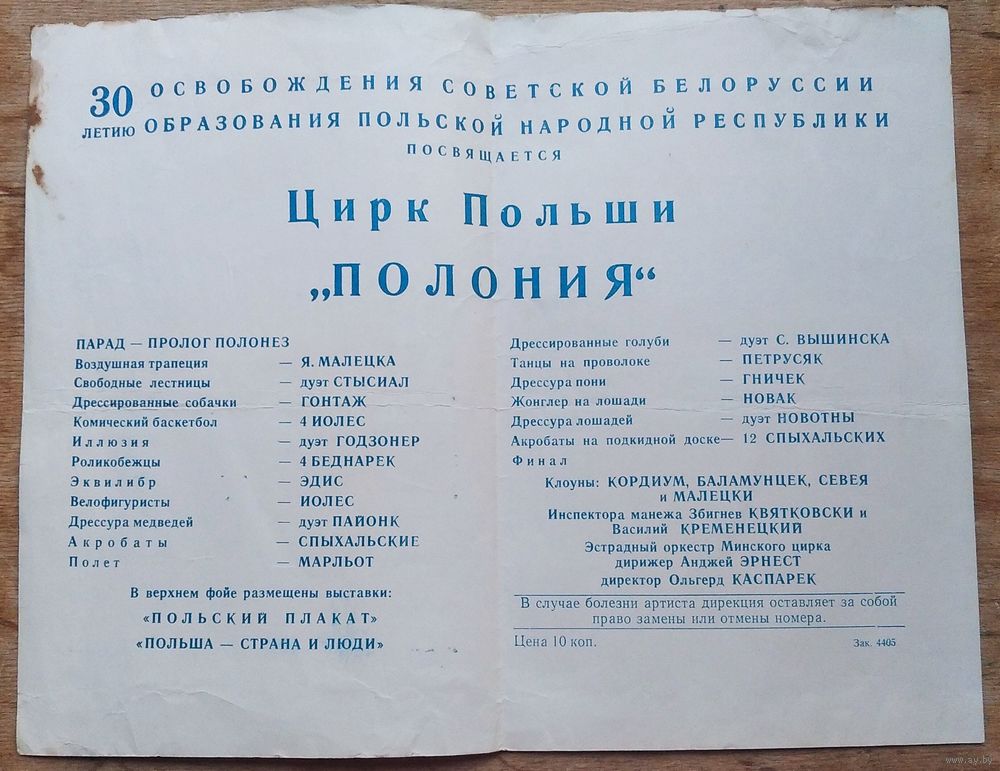 30 ЛЕТИЮ
ОСВОБОЖДЕНИЯ СОВЕТСКОЙ БЕЛОРУССИИ
ОБРАЗОВАНИЯ ПОЛЬСКОЙ НАРОДНОЙ РЕСПУБЛИКИ
ПОСВЯЩАЕТСЯ
Цирк Польши
„ПОЛОНИЯ“
ПАРАД — ПРОЛОГ ПОЛОНЕЗ
Воздушная трапеция — Я. МАЛЕЦКА
Свободные лестницы — дуэт СТЫСИАЛ
Дрессированные собачки — ГОНТАЖ
Комический баскетбол — 4 ИОЛЕС
Иллюзия — дуэт ГОДЗОНЕР
Роликобежцы — 4 БЕДНАРЕК
Эквилибр — ЭДИС
Велофигуристы — ИОЛЕС
Дрессура медведей — дуэт ПАЙОНК
Акробаты — СПЫХАЛЬСКИЕ
Полет — МАРЛЬОТ
В верхнем фойе размещены выставки:
«ПОЛЬСКИЙ ПЛАКАТ»
«ПОЛЬША — СТРАНА И ЛЮДИ»
Дрессированные голуби — дуэт С. ВЫШИНСКА
Танцы на проволоке — ПЕТРУСЯК
Дрессура пони — ГНИЧЕК
Жонглер на лошади — НОВАК
Дрессура лошадей — дуэт НОВОТНЫ
Акробаты на подкидной доске — 12 СПЫХАЛЬСКИХ
Финал
Клоуны: КОРДИУМ, БАЛАМУНЦЕК, СЕВЕЯ
и МАЛЕЦКИ
Инспектора манежа Збигнев КВЯТКОВСКИ и
Василий КРЕМЕНЕЦКИЙ
Эстрадный оркестр Минского цирка
дирижер Анджей ЭРНЕСТ
директор Ольгерд КАСПАРЕК
В случае болезни артиста дирекция оставляет за собой
право замены или отмены номера.
Цена 10 коп. Зак. 4405
www.ay.by